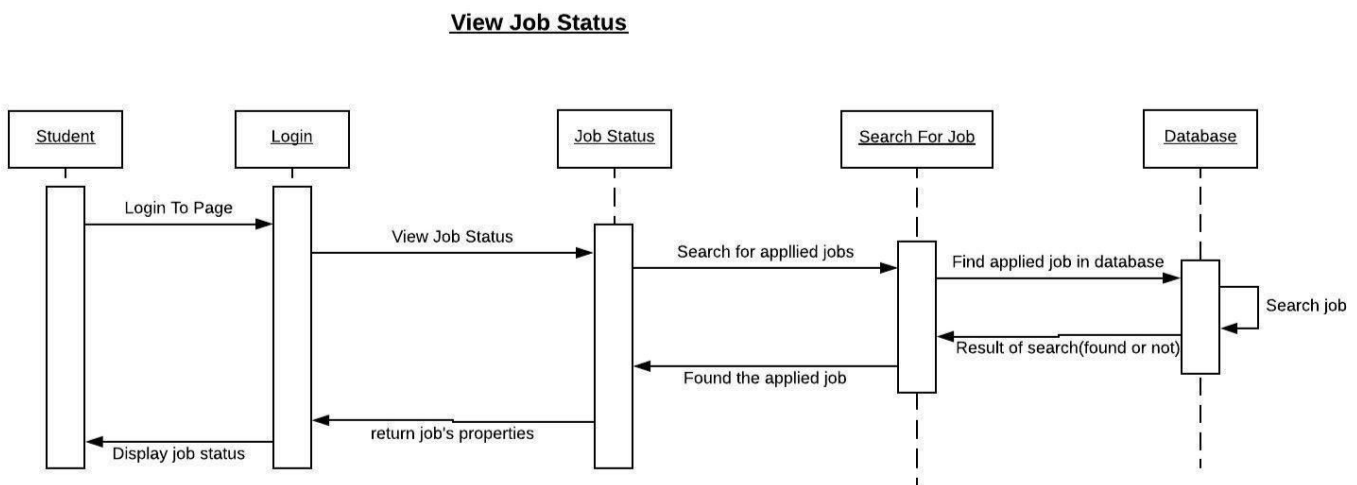 View Job Status
Student
Login
Job Status
Search For Job
Database
Login To Page
View Job Status
Search for appllied jobs
Find applied job in database
Search job
Result of search(found or not)
Found the applied job
return job's properties
Display job status